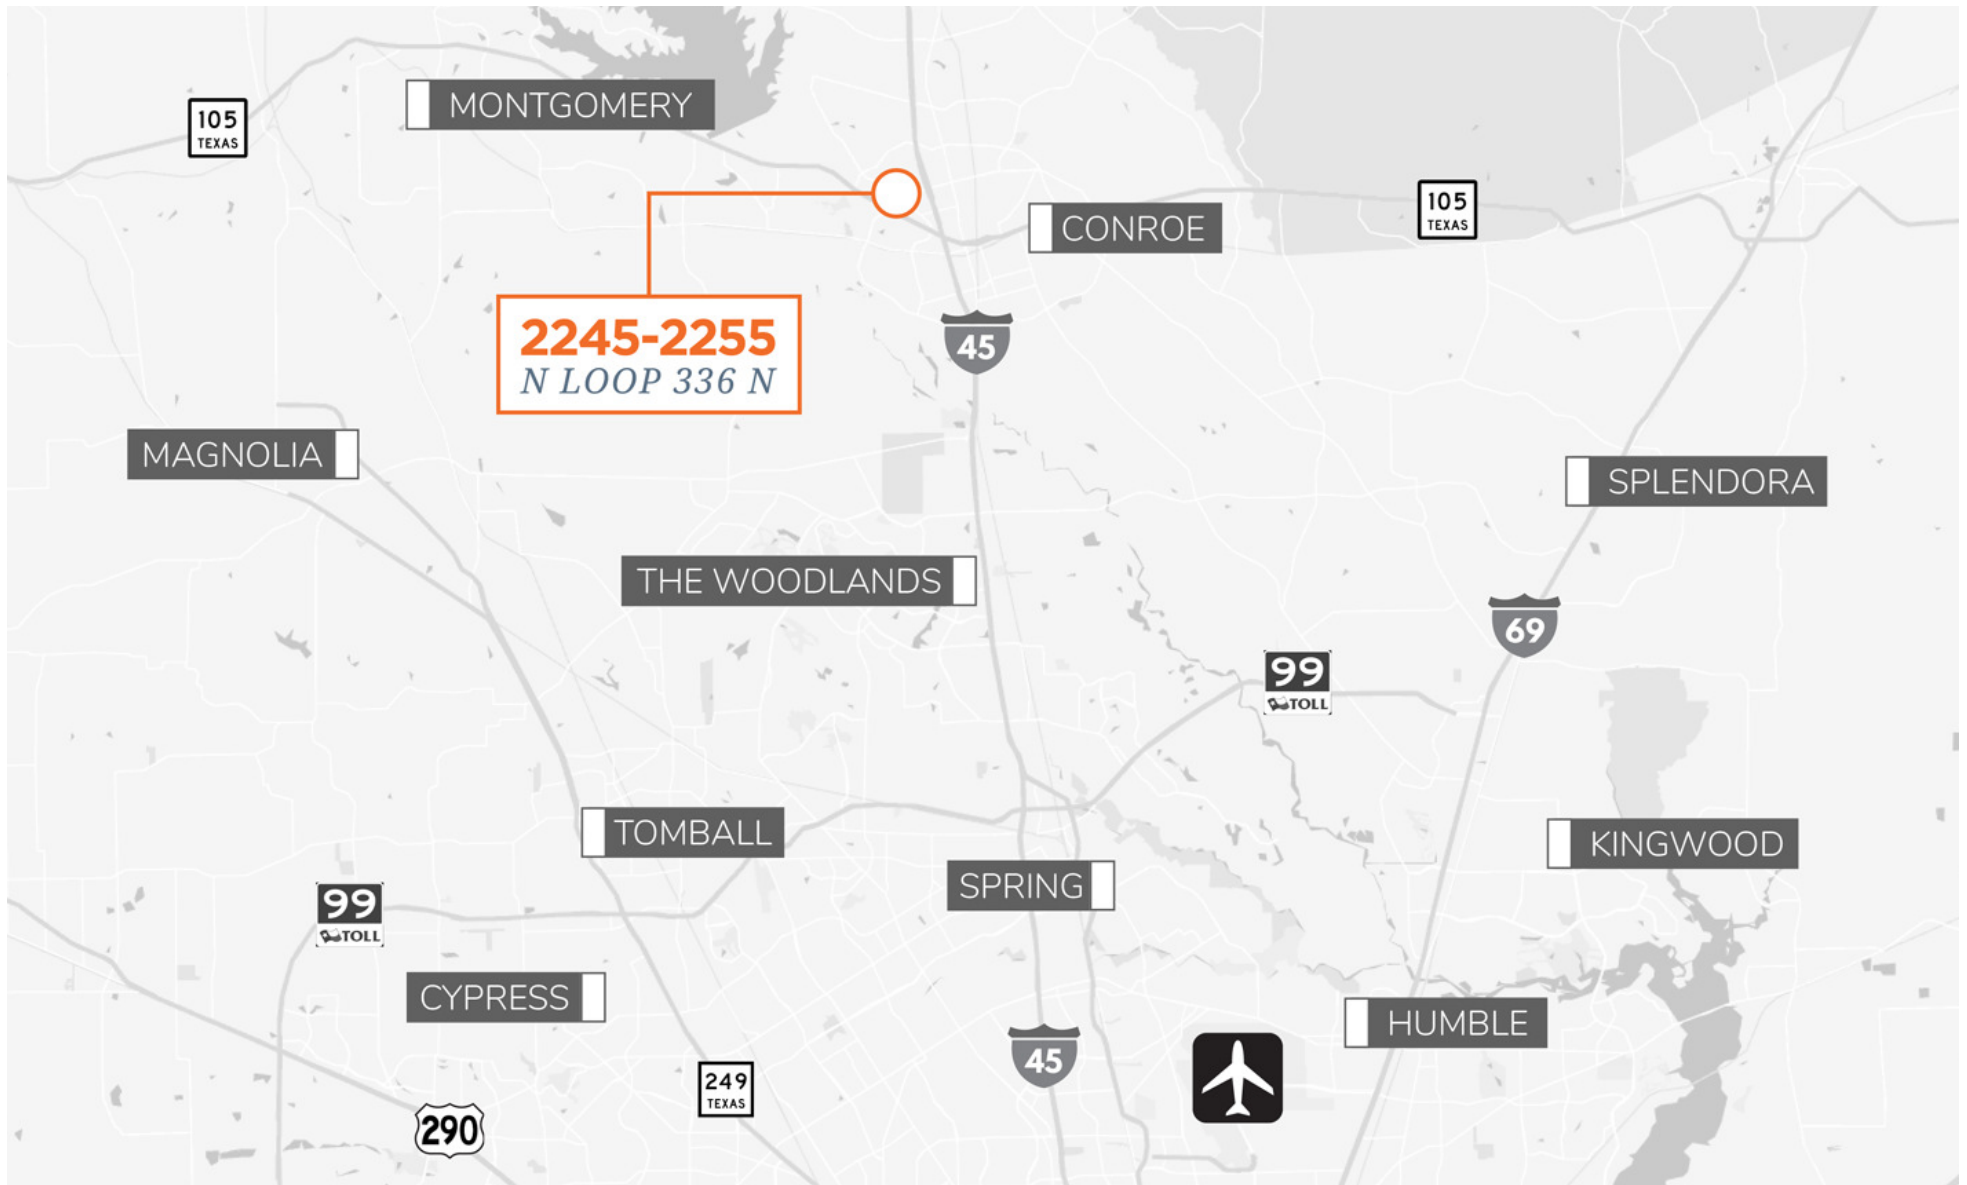 MONTGOMERY
105
TEXAS
105
TEXAS
CONROE
2245-2255
N LOOP 336 N
45
MAGNOLIA
SPLENDORA
THE WOODLANDS
69
99
TOLL
TOMBALL
KINGWOOD
SPRING
99
TOLL
CYPRESS
HUMBLE
45
249
TEXAS
290